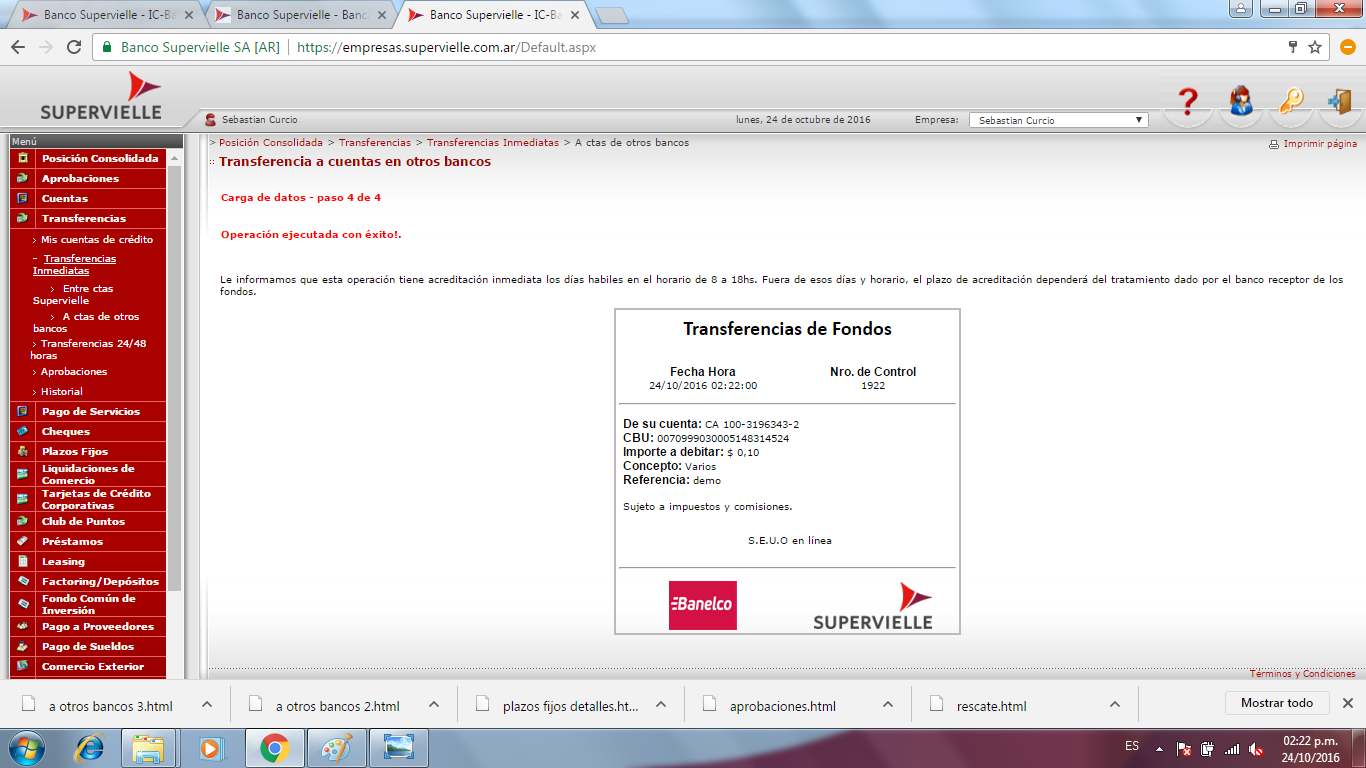 Banco Supervielle - IC-Ba
Banco Supervielle - Banc
Banco Supervielle - IC-Ba
Banco Supervielle SA [AR]
https://empresas.supervielle.com.ar/Default.aspx
SUPERVIELLE
Sebastian Curcio
lunes, 24 de octubre de 2016
Empresa:
Sebastian Curcio
Menú
Posición Consolidada
Aprobaciones
Cuentas
Transferencias
› Mis cuentas de crédito
- Transferencias
Inmediatas
› Entre ctas
Supervielle
› A ctas de otros
bancos
› Transferencias 24/48
horas
› Aprobaciones
› Historial
Pago de Servicios
Cheques
Plazos Fijos
Liquidaciones de
Comercio
Tarjetas de Crédito
Corporativas
Club de Puntos
Préstamos
Leasing
Factoring/Depósitos
Fondo Común de
Inversión
Pago a Proveedores
Pago de Sueldos
Comercio Exterior
> Posición Consolidada > Transferencias > Transferencias Inmediatas > A ctas de otros bancos
Imprimir página
Transferencia a cuentas en otros bancos
Carga de datos - paso 4 de 4
Operación ejecutada con éxito!.
Le informamos que esta operación tiene acreditación inmediata los días habiles en el horario de 8 a 18hs. Fuera de esos días y horario, el plazo de acreditación dependerá del tratamiento dado por el banco receptor de los
fondos.
Transferencias de Fondos
Fecha Hora
24/10/2016 02:22:00
Nro. de Control
1922
De su cuenta: CA 100-3196343-2
CBU: 0070999030005148314524
Importe a debitar: $ 0,10
Concepto: Varios
Referencia: demo
Sujeto a impuestos y comisiones.
S.E.U.O en línea
Banelco
SUPERVIELLE
Términos y Condiciones
a otros bancos 3.html
a otros bancos 2.html
plazos fijos detalles.ht...
aprobaciones.html
rescate.html
Mostrar todo
ES
02:22 p.m.
24/10/2016